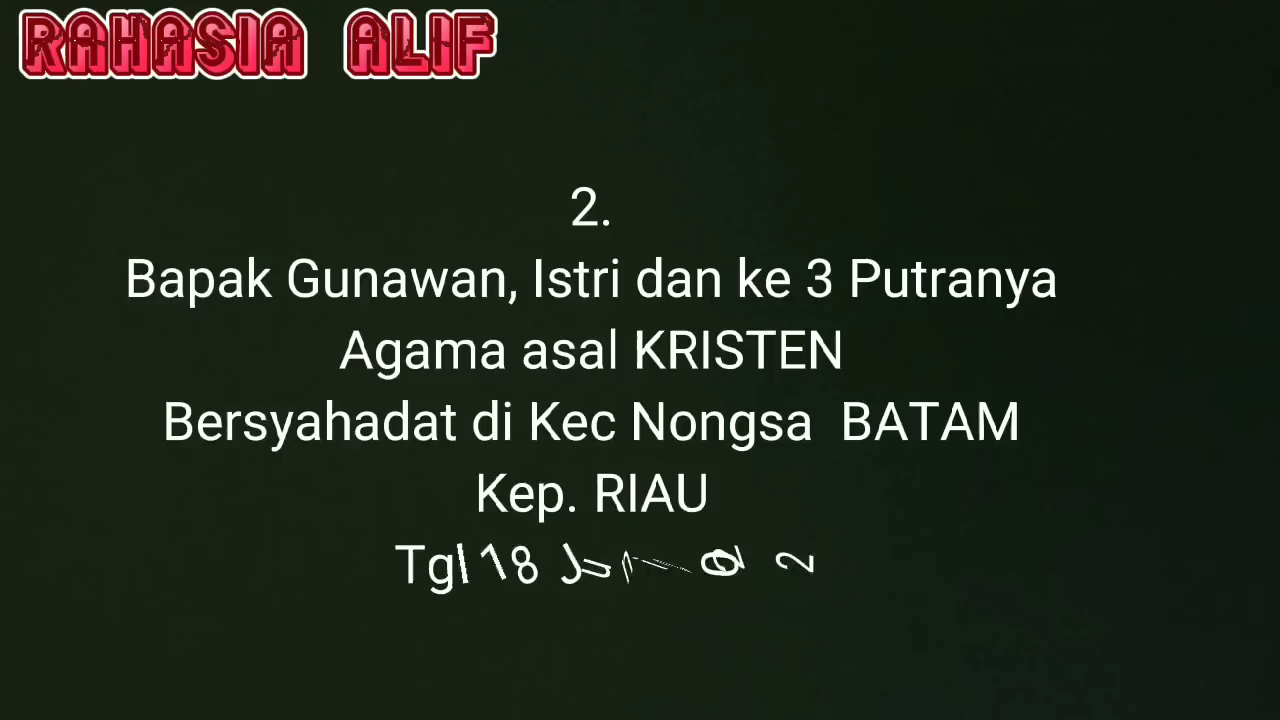 RAHASIA ALIF
2.
Bapak Gunawan, Istri dan ke 3 Putranya
Agama asal KRISTEN
Bersyahadat di Kec Nongsa BATAM
Kep. RIAU
Tgl 18